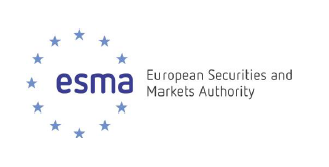 esma
European Securities and
Markets Authority